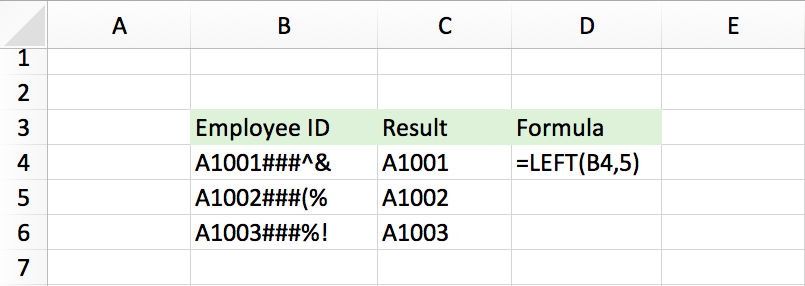 A B C D E
1
2
3 Employee ID Result Formula
4 A1001###^& A1001 =LEFT(B4,5)
5 A1002###(% A1002
6 A1003###%! A1003
7